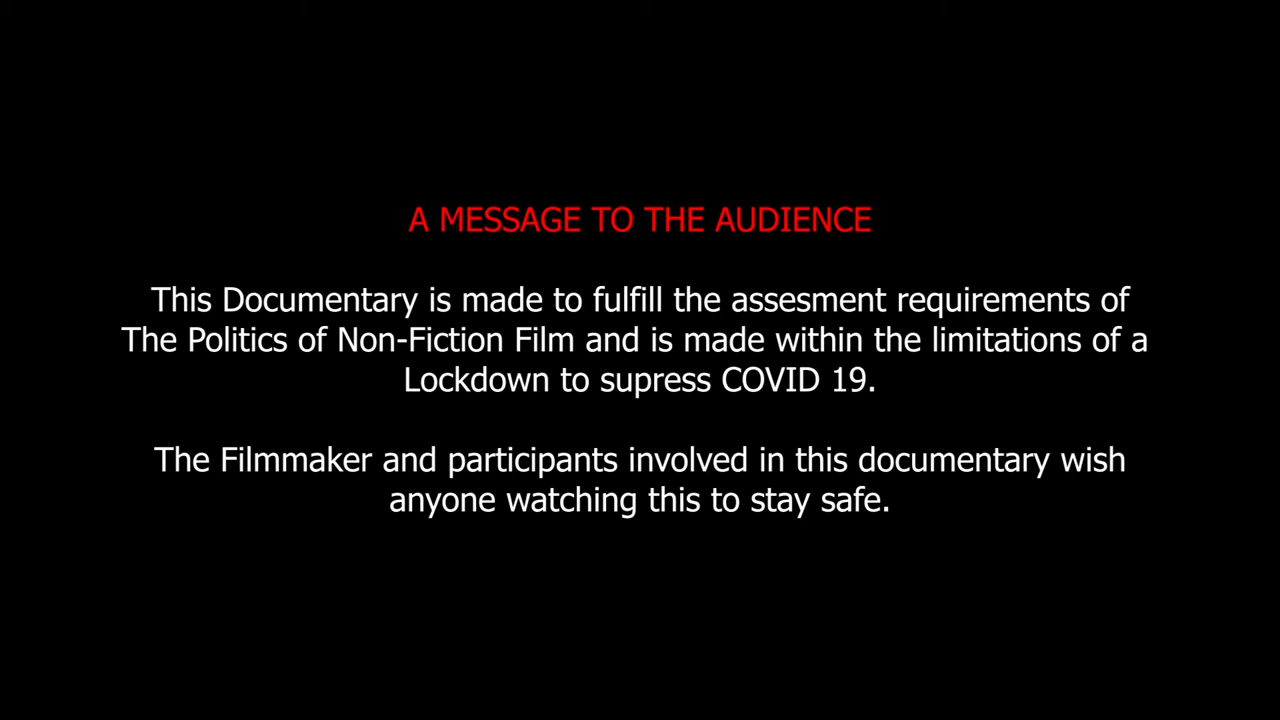 A MESSAGE TO THE AUDIENCE
This Documentary is made to fulfill the assesment requirements of
The Politics of Non-Fiction Film and is made within the limitations of a
Lockdown to supress COVID 19.
The Filmmaker and participants involved in this documentary wish
anyone watching this to stay safe.